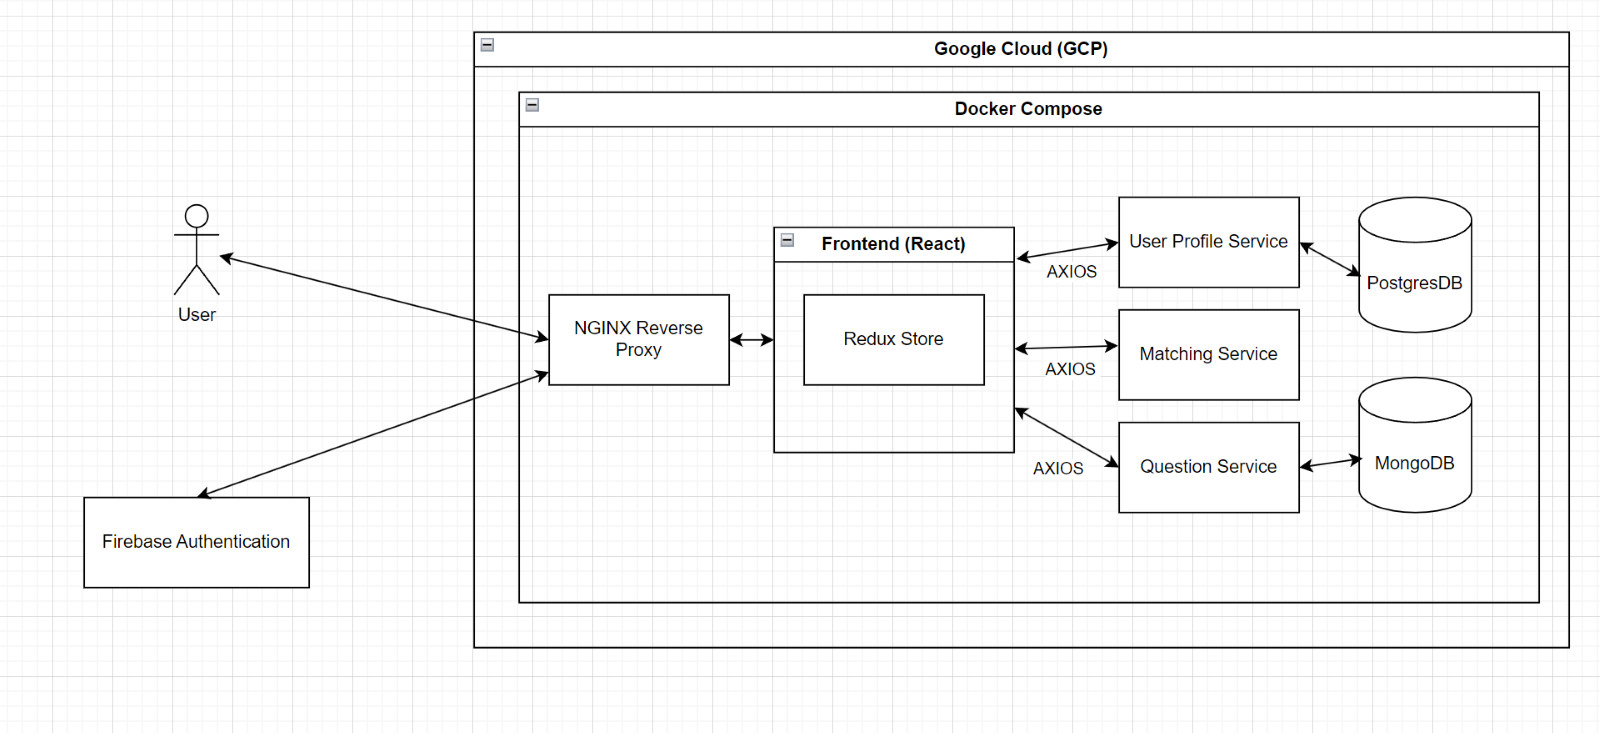 Google Cloud (GCP)
Docker Compose
User
Firebase Authentication
NGINX Reverse
Proxy
Frontend (React)
Redux Store
AXIOS
AXIOS
AXIOS
User Profile Service
Matching Service
Question Service
PostgresDB
MongoDB